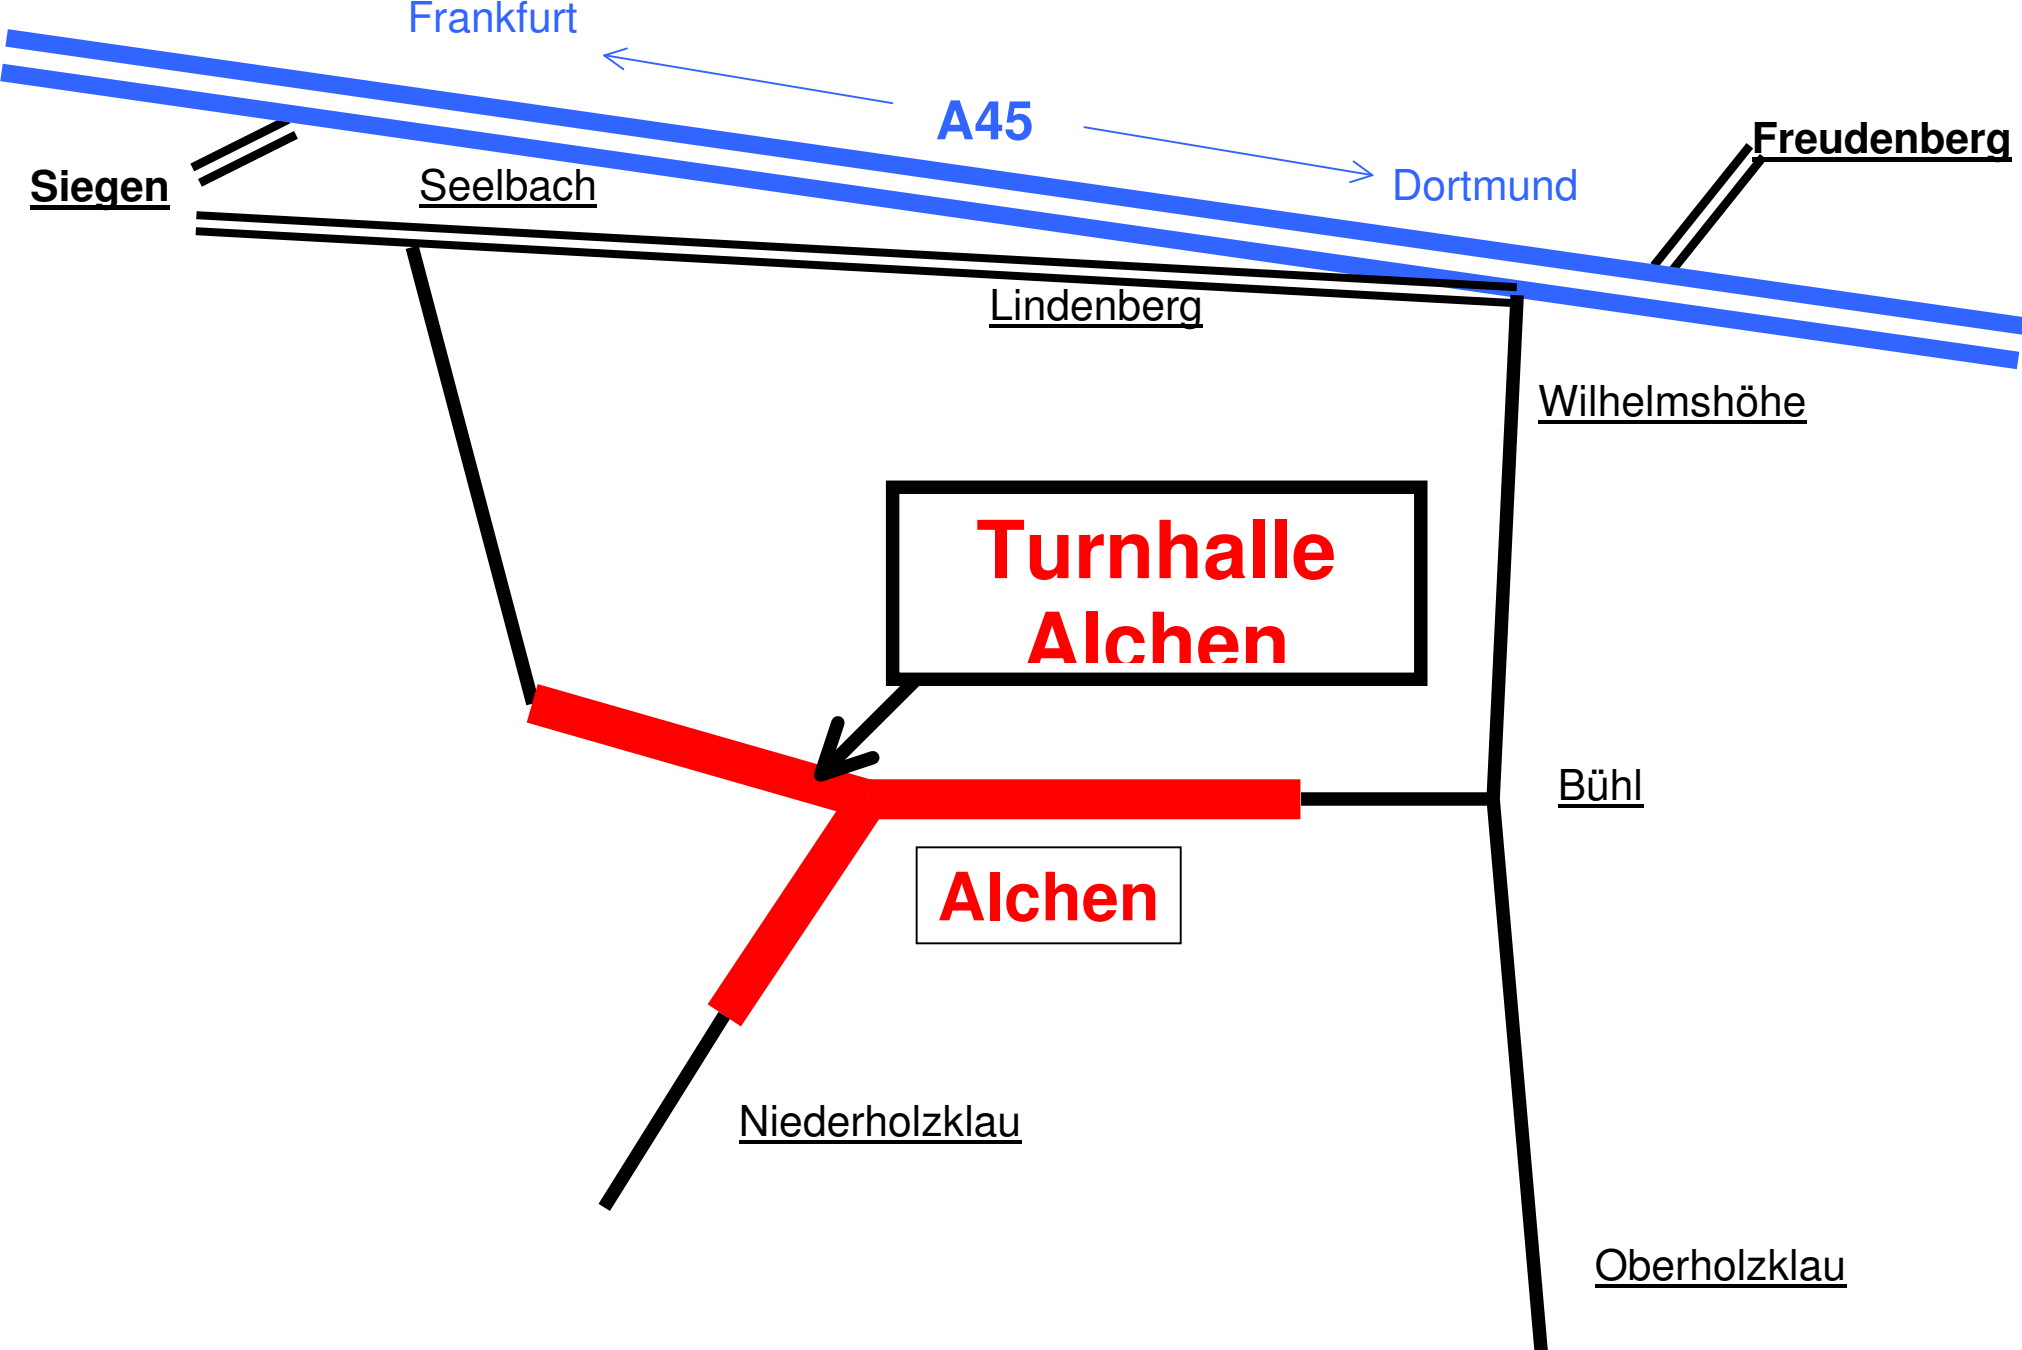 Frankfurt
A45
Freudenberg
Siegen
Seelbach
Dortmund
Lindenberg
Wilhelmshöhe
Turnhalle
Alchen
Bühl
Alchen
Niederholzklau
Oberholzklau